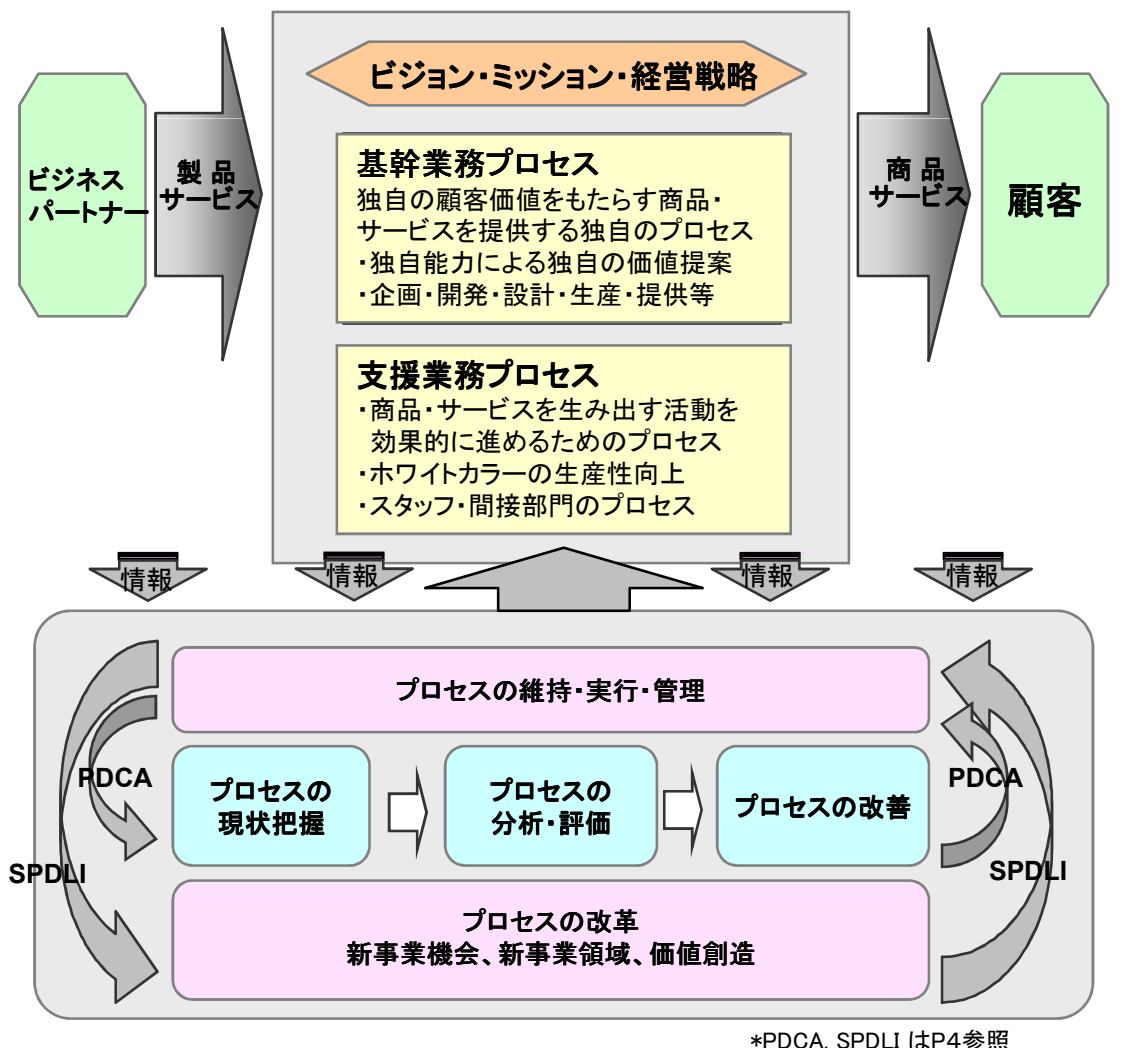 ビジョン・ミッション・経営戦略
ビジネス
パートナー
製 品
サービス
基幹業務プロセス
独自の顧客価値をもたらす商品・
サービスを提供する独自のプロセス
・独自能力による独自の価値提案
・企画・開発・設計・生産・提供等
商 品
サービス
顧客
支援業務プロセス
・商品・サービスを生み出す活動を
効果的に進めるためのプロセス
・ホワイトカラーの生産性向上
・スタッフ・間接部門のプロセス
情報
情報
情報
情報
プロセスの維持・実行・管理
PDCA
プロセスの
現状把握
プロセスの
分析・評価
プロセスの改善
PDCA
SPDLI
SPDLI
プロセスの改革
新事業機会、新事業領域、価値創造
*PDCA, SPDLI はP4参照